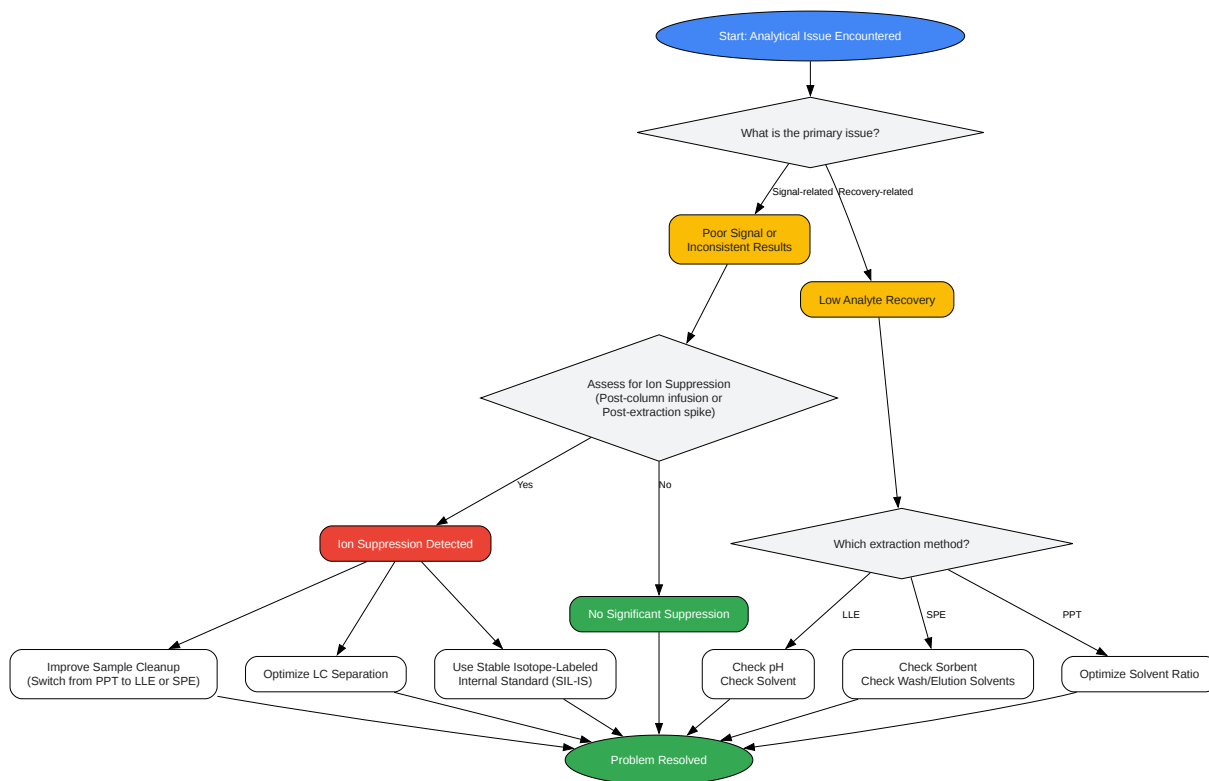 Start: Analytical Issue Encountered
What is the primary issue?
Signal-related
Recovery-related
Poor Signal or
Inconsistent Results
Low Analyte Recovery
Assess for Ion Suppression
(Post-column infusion or
Post-extraction spike)
Yes
No
Ion Suppression Detected
Which extraction method?
No Significant Suppression
LLE
SPE
PPT
Improve Sample Cleanup
(Switch from PPT to LLE or SPE)
Optimize LC Separation
Use Stable Isotope-Labeled
Internal Standard (SIL-IS)
Check pH
Check Solvent
Check Sorbent
Check Wash/Elution Solvents
Optimize Solvent Ratio
Problem Resolved